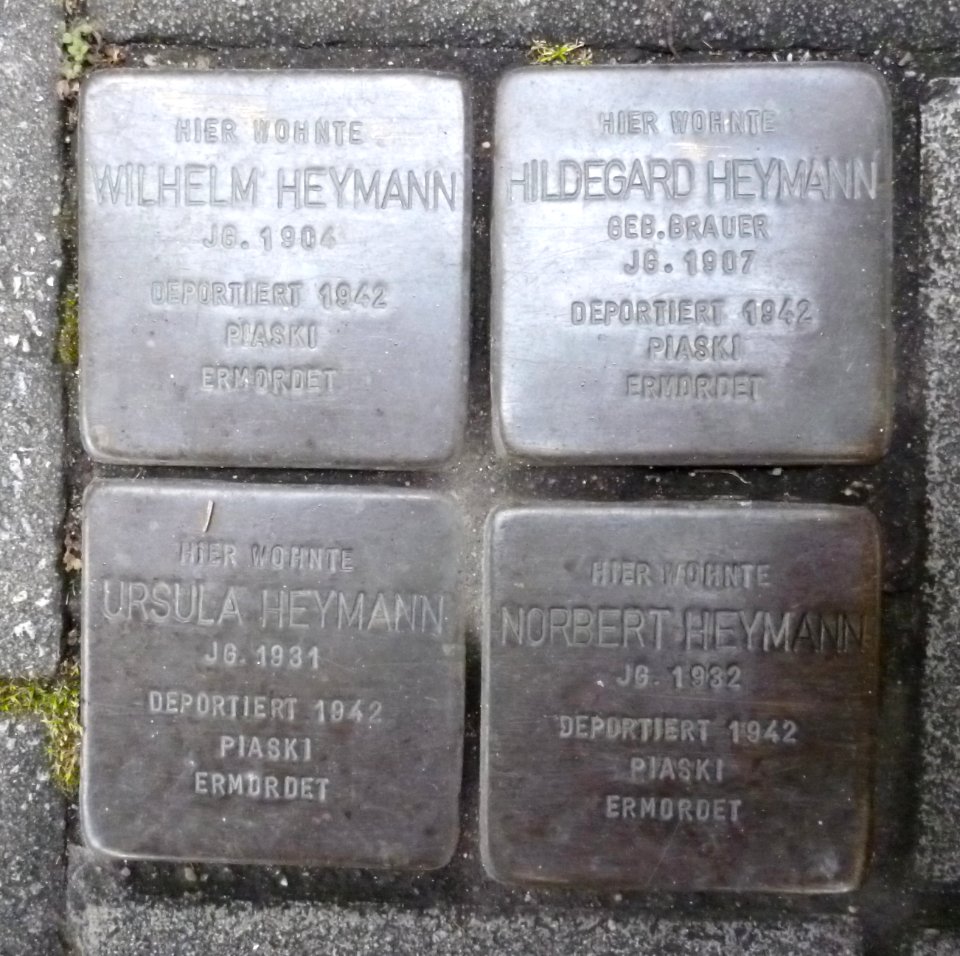 HIER WOHNTE
WILHELM HEYMANN
JG. 1904
DEPORTIERT 1942
PIASKI
ERMORDET
HIER WOHNTE
HILDEGARD HEYMANN
GEB. BRAUER
JG. 1907
DEPORTIERT 1942
PIASKI
ERMORDET
HIER WOHNTE
URSULA HEYMANN
JG. 1931
DEPORTIERT 1942
PIASKI
ERMORDET
HIER WOHNTE
NORBERT HEYMANN
JG. 1932
DEPORTIERT 1942
PIASKI
ERMORDET